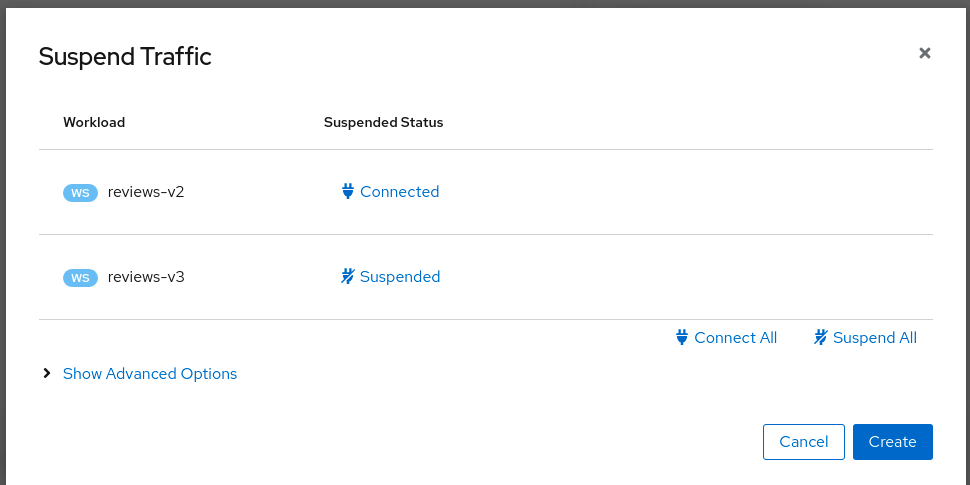 Suspend Traffic
Workload Suspended Status
WS reviews-v2 Connected
WS reviews-v3 Suspended
Connect All Suspend All
Show Advanced Options
Cancel Create